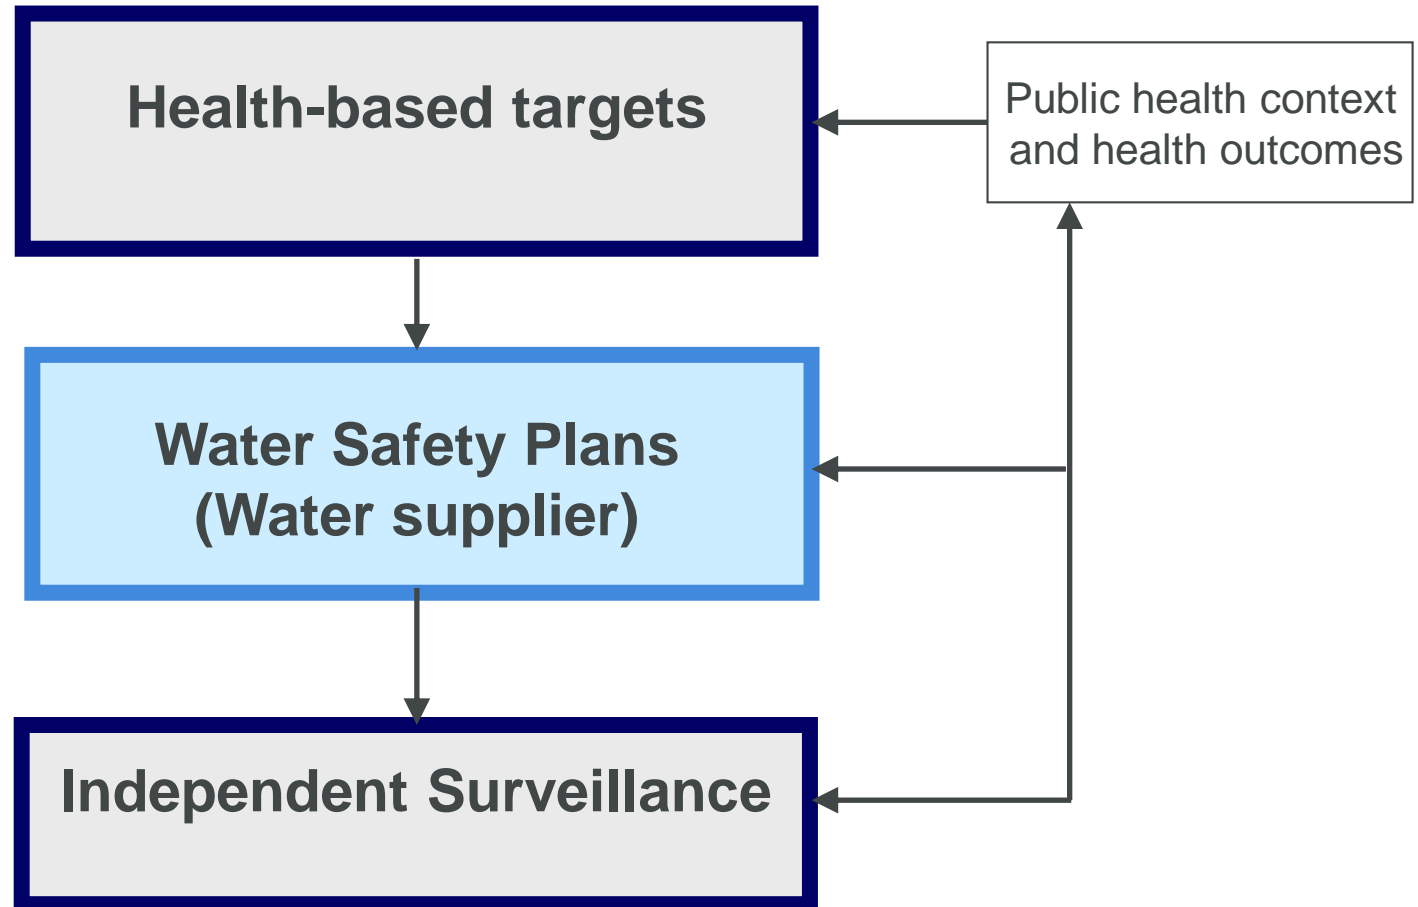 Health-based targets
Public health context
and health outcomes
Water Safety Plans
(Water supplier)
Independent Surveillance